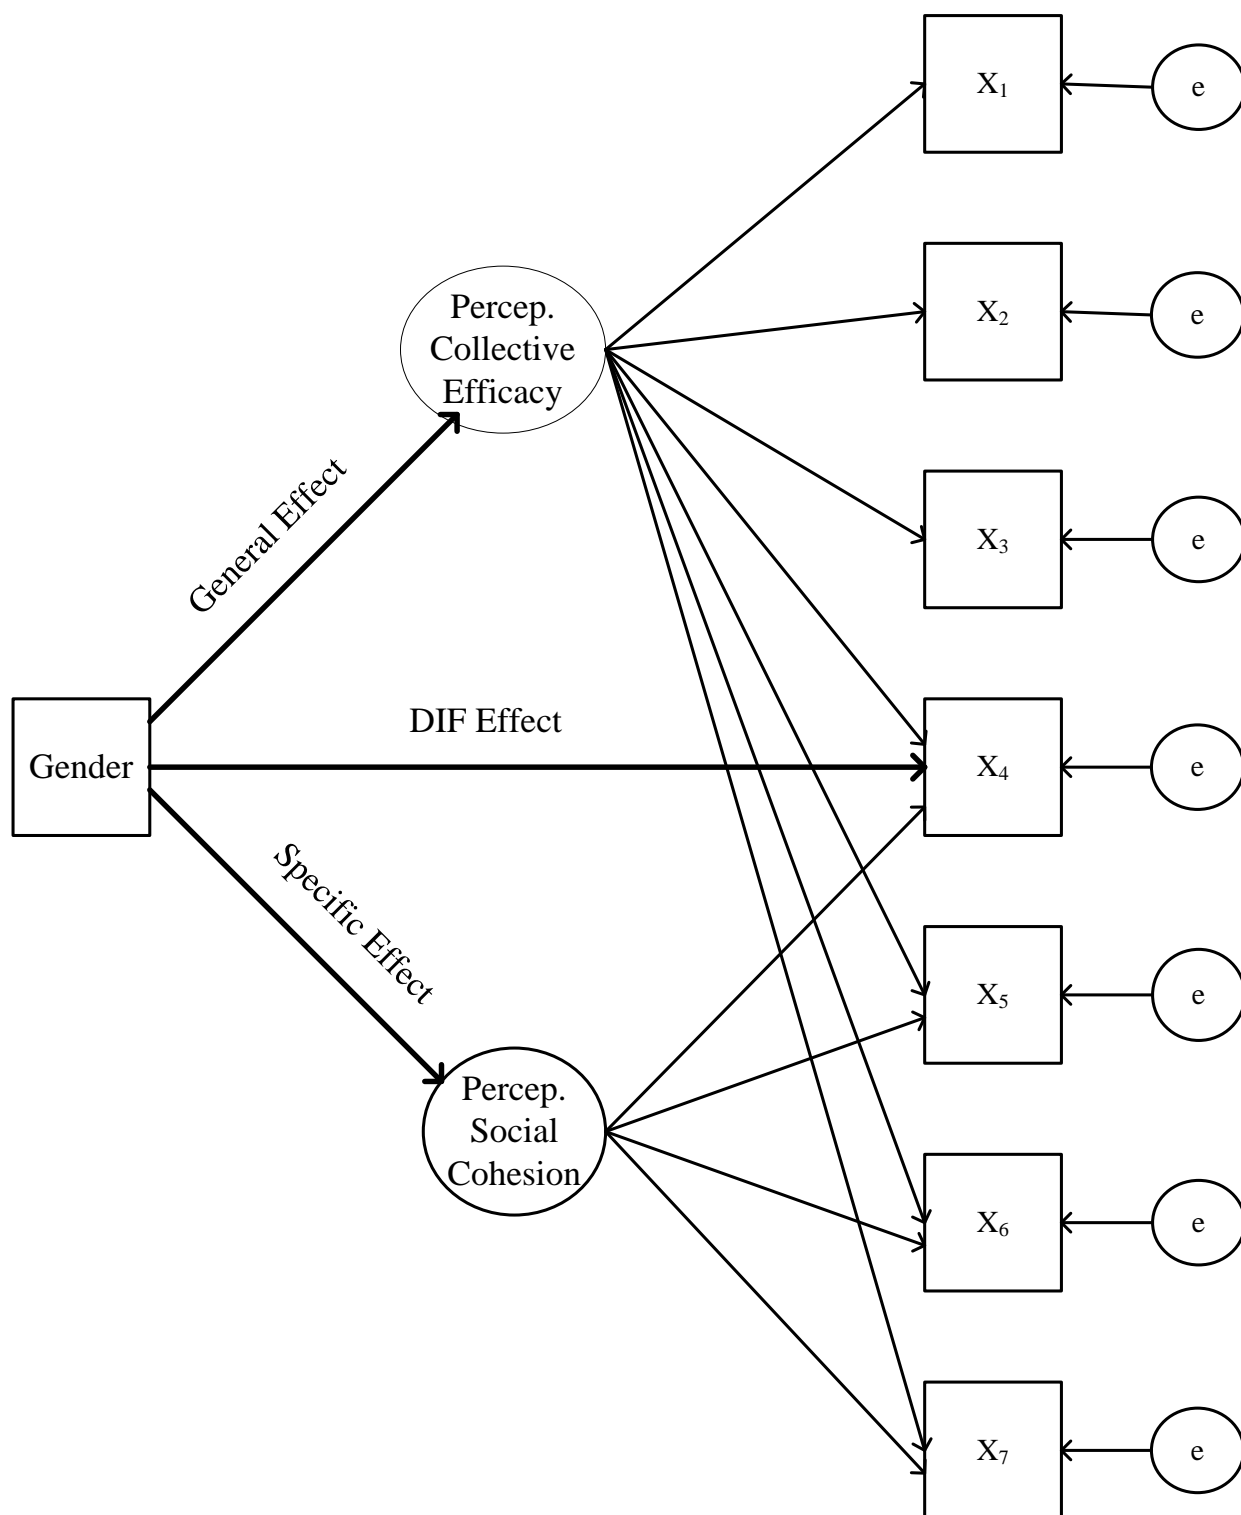 X₁
e
X₂
e
Percep.
Collective
Efficacy
General Effect
X₃
e
DIF Effect
Gender
X₄
e
Specific Effect
X₅
e
Percep.
Social
Cohesion
X₆
e
X₇
e